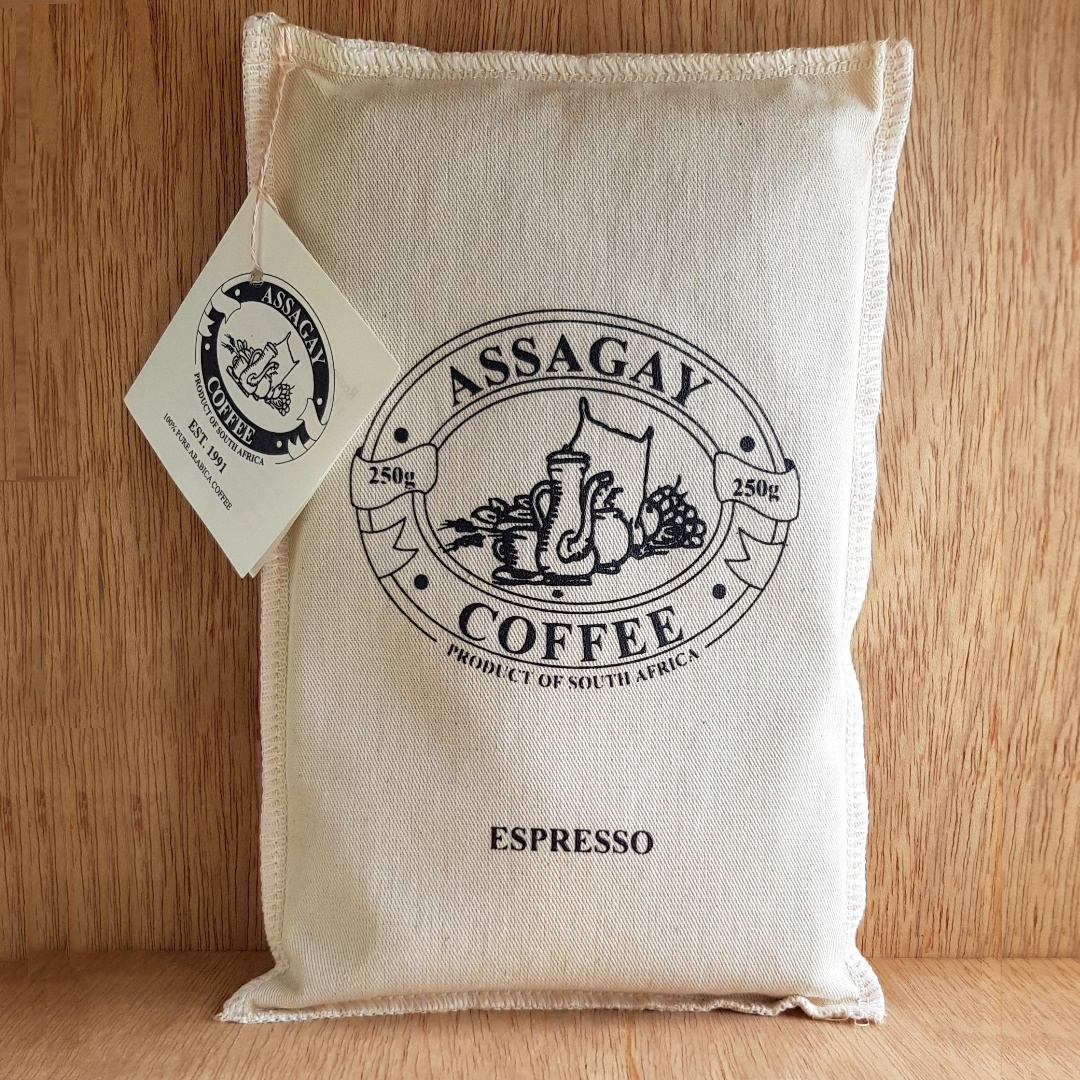 ASSAGAY
COFFEE
PRODUCT OF SOUTH AFRICA
EST. 1991
100% PURE ARABICA COFFEE
ASSAGAY
250g
250g
COFFEE
PRODUCT OF SOUTH AFRICA
ESPRESSO